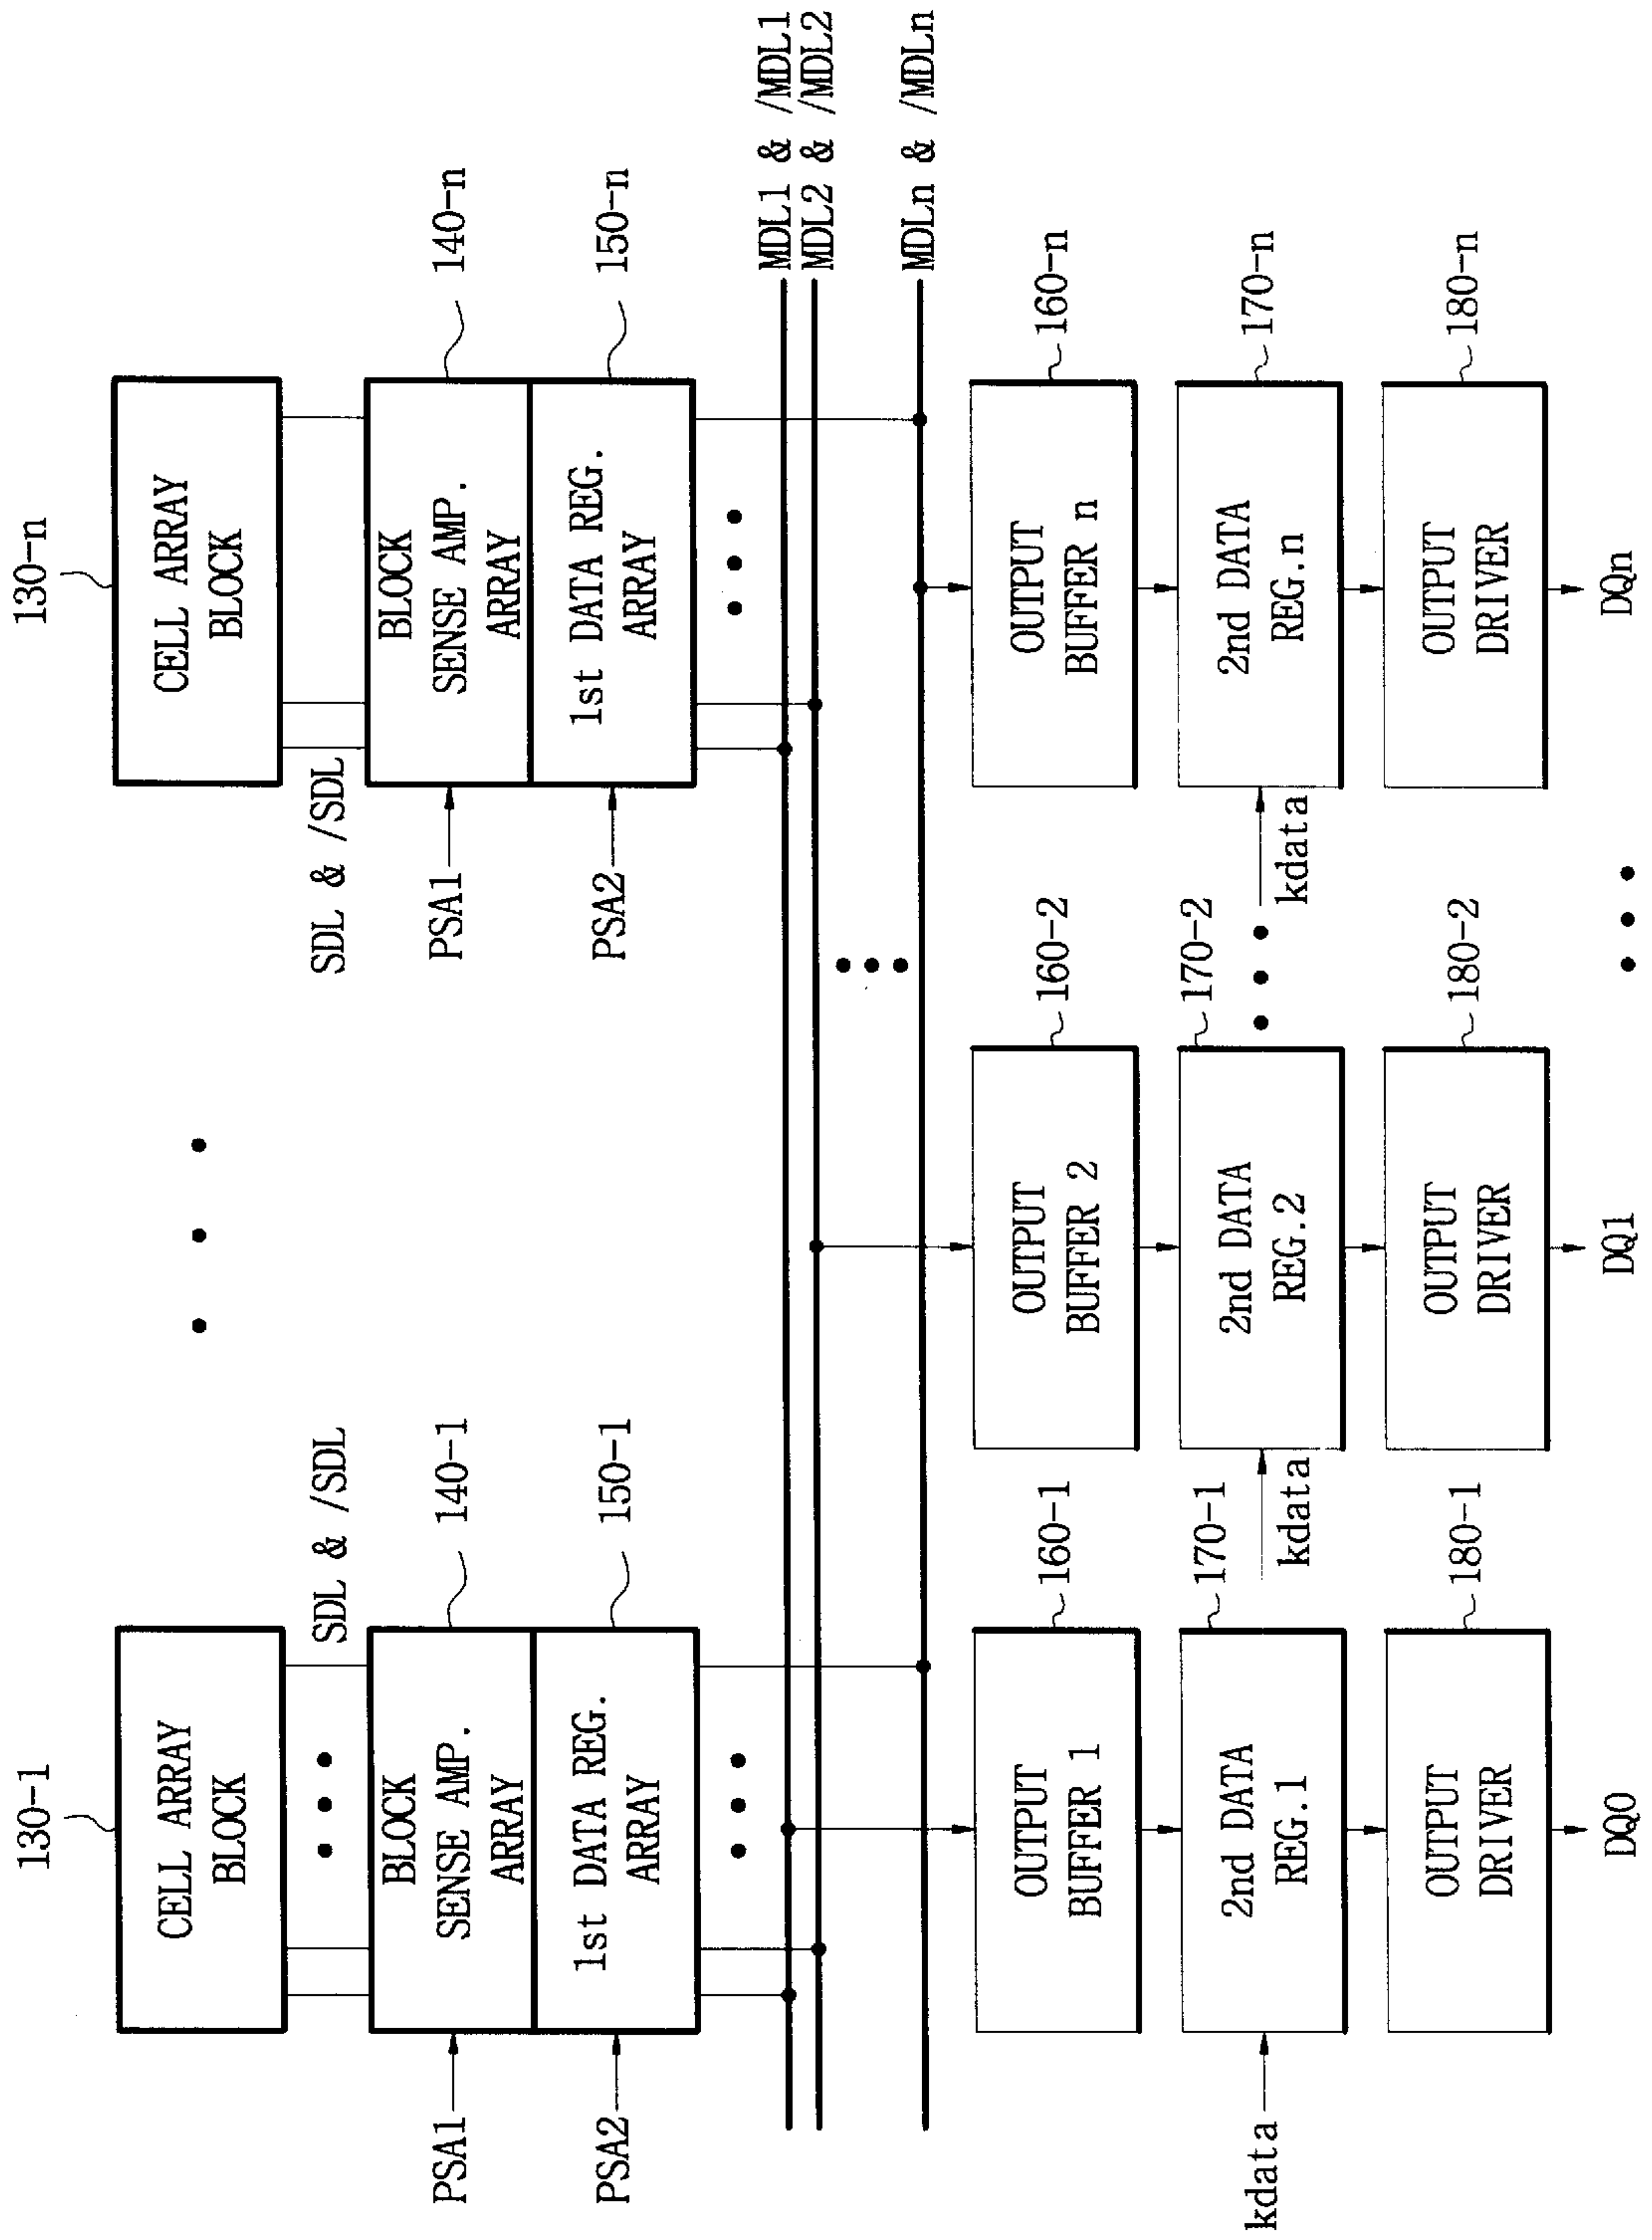 130-1
130-n
CELL ARRAY
BLOCK
CELL ARRAY
BLOCK
SDL & /SDL
SDL & /SDL
PSA1
BLOCK
SENSE AMP.
ARRAY
140-1
PSA1
BLOCK
SENSE AMP.
ARRAY
140-n
PSA2
1st DATA REG.
ARRAY
150-1
PSA2
1st DATA REG.
ARRAY
150-n
MDL1 & /MDL1
MDL2 & /MDL2
MDLn & /MDLn
OUTPUT
BUFFER 1
160-1
OUTPUT
BUFFER 2
160-2
OUTPUT
BUFFER n
160-n
kdata
2nd DATA
REG.1
170-1
kdata
2nd DATA
REG.2
170-2
kdata
2nd DATA
REG.n
170-n
OUTPUT
DRIVER
180-1
OUTPUT
DRIVER
180-2
OUTPUT
DRIVER
180-n
DQ0
DQ1
DQn